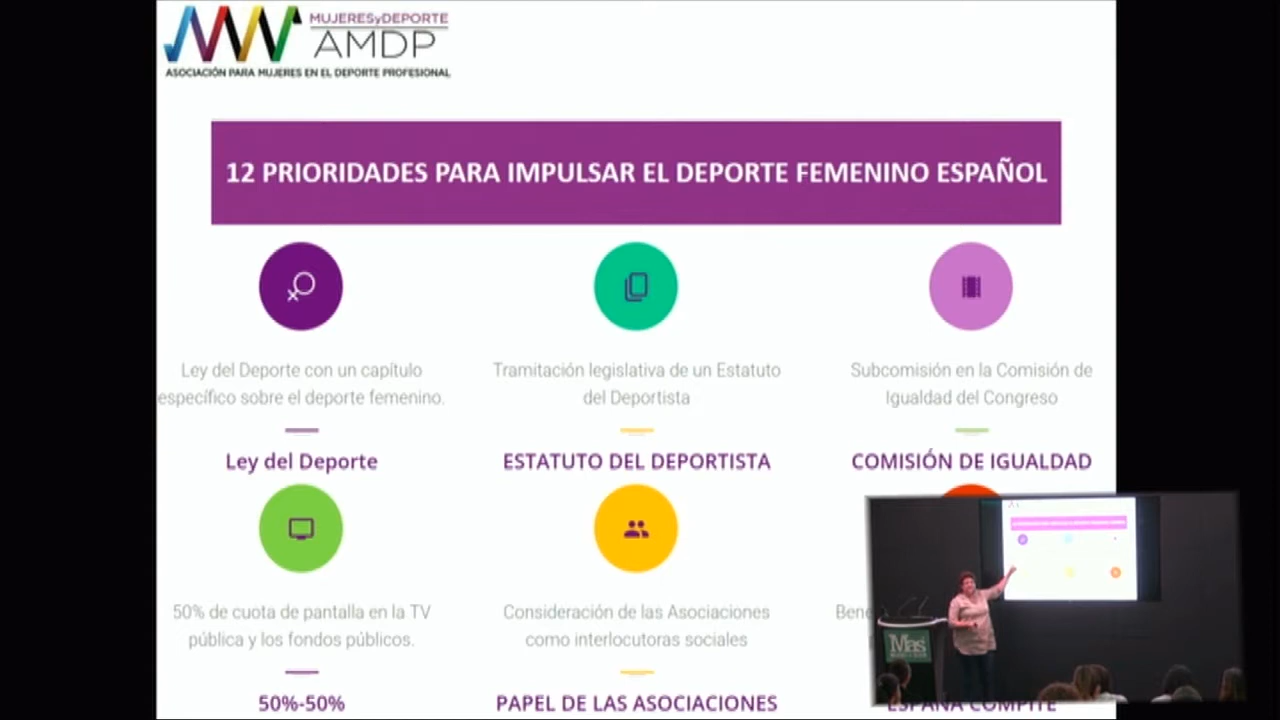 MUJERESyDEPORTE
AMDP
ASOCIACIÓN PARA MUJERES EN EL DEPORTE PROFESIONAL
12 PRIORIDADES PARA IMPULSAR EL DEPORTE FEMENINO ESPAÑOL
Ley del Deporte con un capítulo
específico sobre el deporte femenino.
Ley del Deporte
Tramitación legislativa de un Estatuto
del Deportista
ESTATUTO DEL DEPORTISTA
Subcomisión en la Comisión de
Igualdad del Congreso
COMISIÓN DE IGUALDAD
50% de cuota de pantalla en la TV
pública y los fondos públicos.
50%-50%
Consideración de las Asociaciones
como interlocutoras sociales
PAPEL DE LAS ASOCIACIONES
ESPAÑA COMPITE
Mas